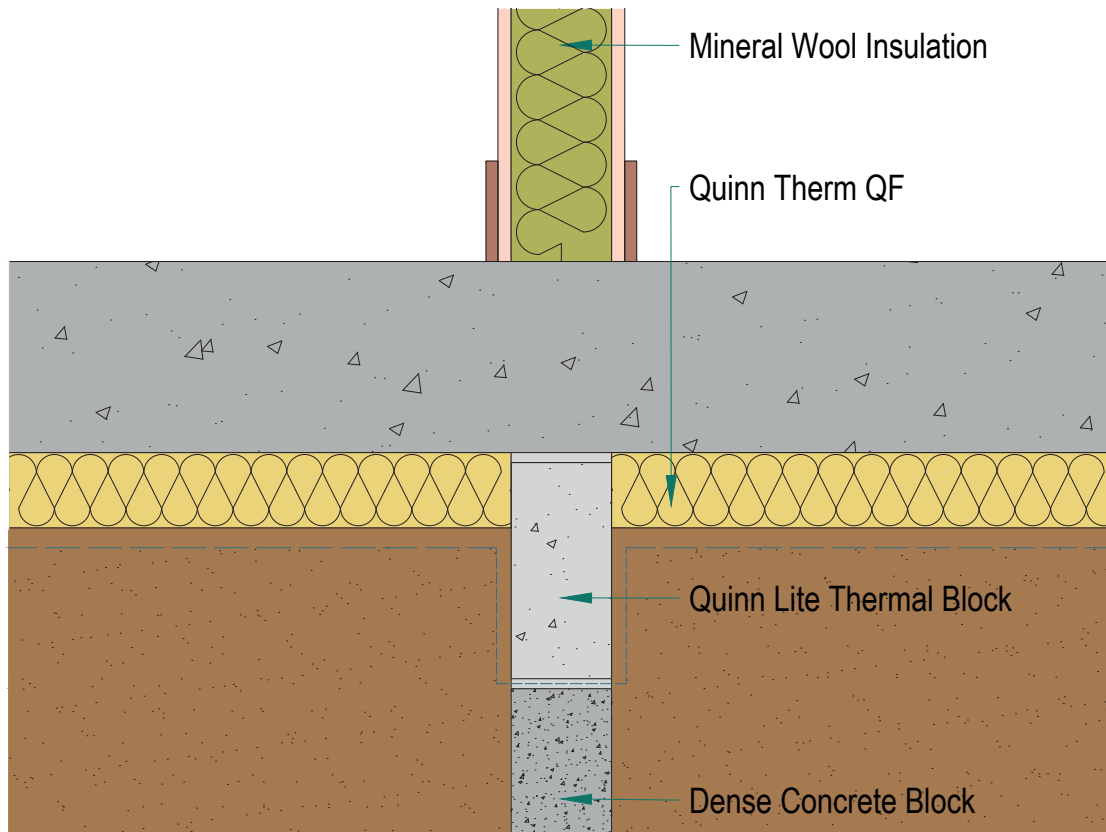 Mineral Wool Insulation
Quinn Therm QF
Quinn Lite Thermal Block
Dense Concrete Block